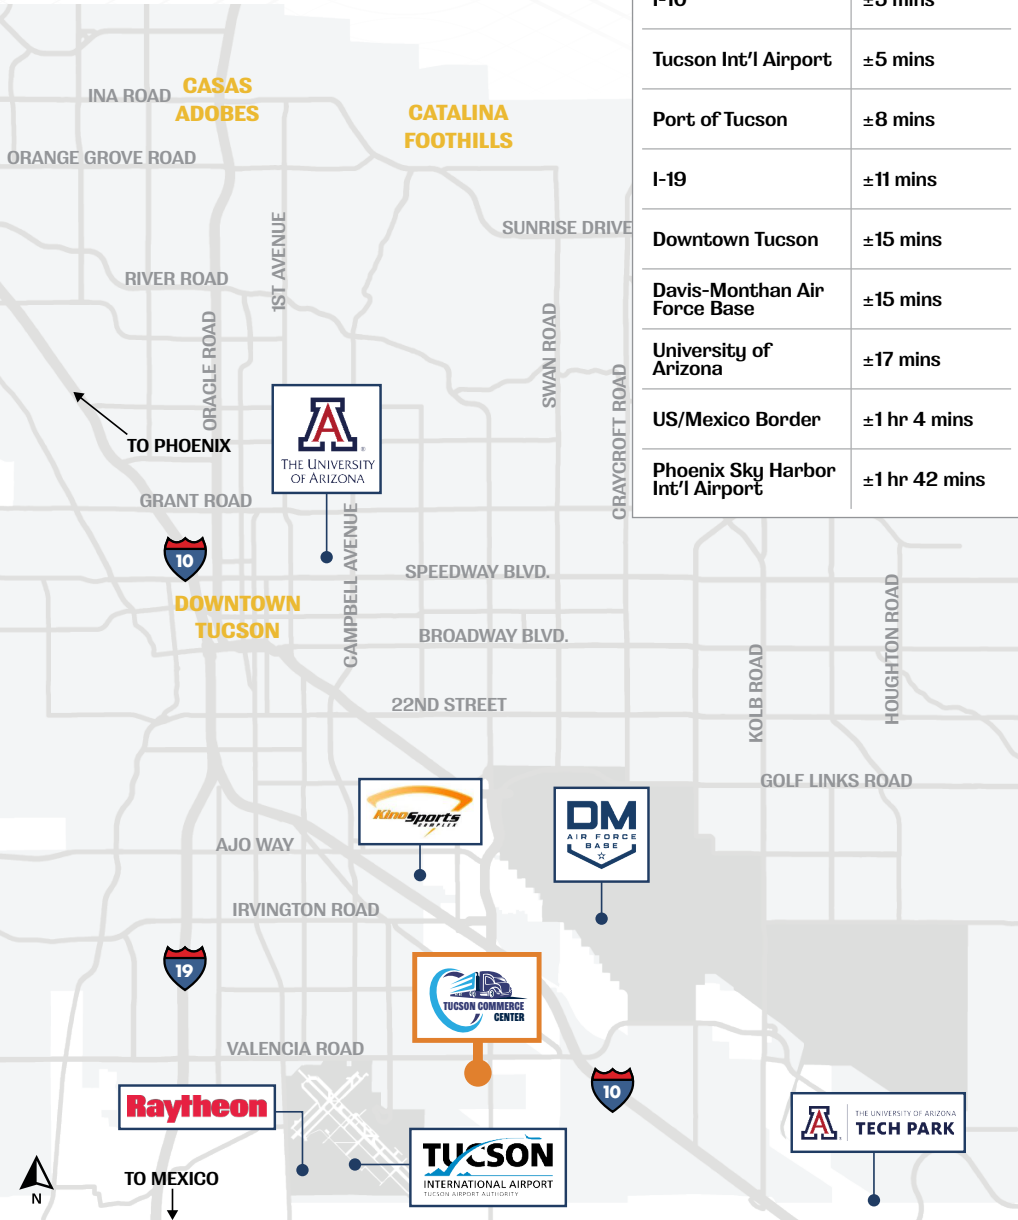 I-10 ±5 mins
Tucson Int'l Airport ±5 mins
Port of Tucson ±8 mins
I-19 ±11 mins
Downtown Tucson ±15 mins
Davis-Monthan Air
Force Base ±15 mins
University of
Arizona ±17 mins
US/Mexico Border ±1 hr 4 mins
Phoenix Sky Harbor
Int'l Airport ±1 hr 42 mins
INA ROAD
CASAS
ADOBES
CATALINA
FOOTHILLS
ORANGE GROVE ROAD
SUNRISE DRIVE
1ST AVENUE
RIVER ROAD
ORACLE ROAD
SWAN ROAD
CRAYCROFT ROAD
TO PHOENIX
A
THE UNIVERSITY
OF ARIZONA
GRANT ROAD
CAMPBELL AVENUE
10
SPEEDWAY BLVD.
DOWNTOWN
TUCSON
BROADWAY BLVD.
HOUGHTON ROAD
KOLB ROAD
22ND STREET
GOLF LINKS ROAD
KinoSports
COMPLEX
DM
AIR FORCE
BASE
AJO WAY
IRVINGTON ROAD
19
TUCSON COMMERCE
CENTER
VALENCIA ROAD
10
Raytheon
A
THE UNIVERSITY OF ARIZONA
TECH PARK
TUCSON
INTERNATIONAL AIRPORT
TUCSON AIRPORT AUTHORITY
TO MEXICO
N